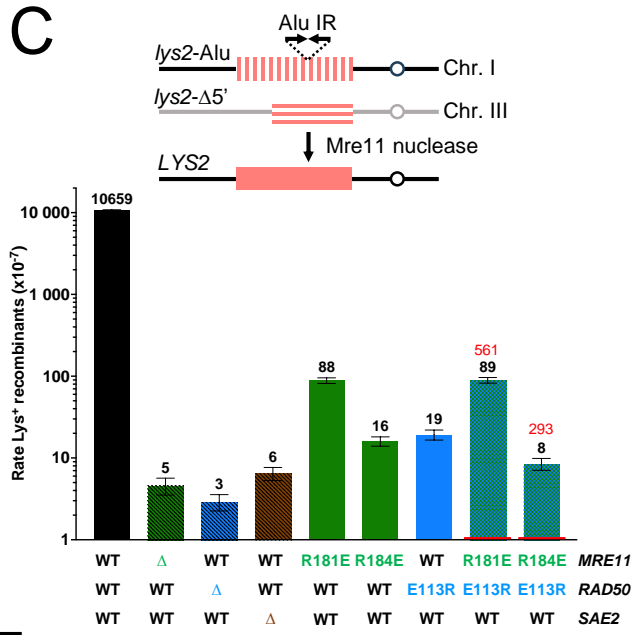 C
Alu IR
lys2-Alu
Chr. I
lys2-Δ5'
Chr. III
Mre11 nuclease
LYS2
Rate Lys⁺ recombinants (x10⁻⁷)
10 000
1 000
100
10
1
10659
5
3
6
88
16
19
561
89
293
8
WT Δ WT WT R181E R184E WT R181E R184E MRE11
WT WT Δ WT WT WT E113R E113R E113R RAD50
WT WT WT Δ WT WT WT WT WT SAE2